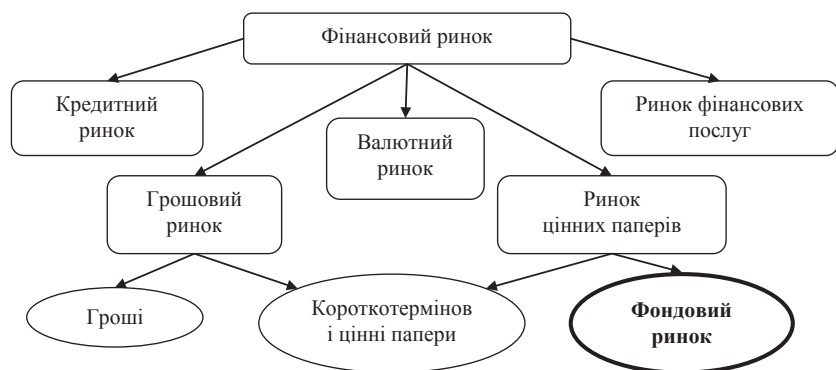 Фінансовий ринок
Кредитний
ринок
Валютний
ринок
Ринок фінансових
послуг
Грошовий
ринок
Ринок
цінних паперів
Гроші
Короткотермінов
і цінні папери
Фондовий
ринок